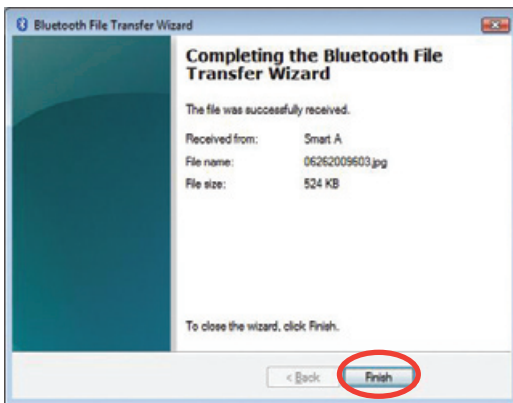 Bluetooth File Transfer Wizard
Completing the Bluetooth File
Transfer Wizard
The file was successfully received.
Received from: Smart A
File name: 06262009603.jpg
File size: 524 KB
To close the wizard, click Finish.
< Back Finish